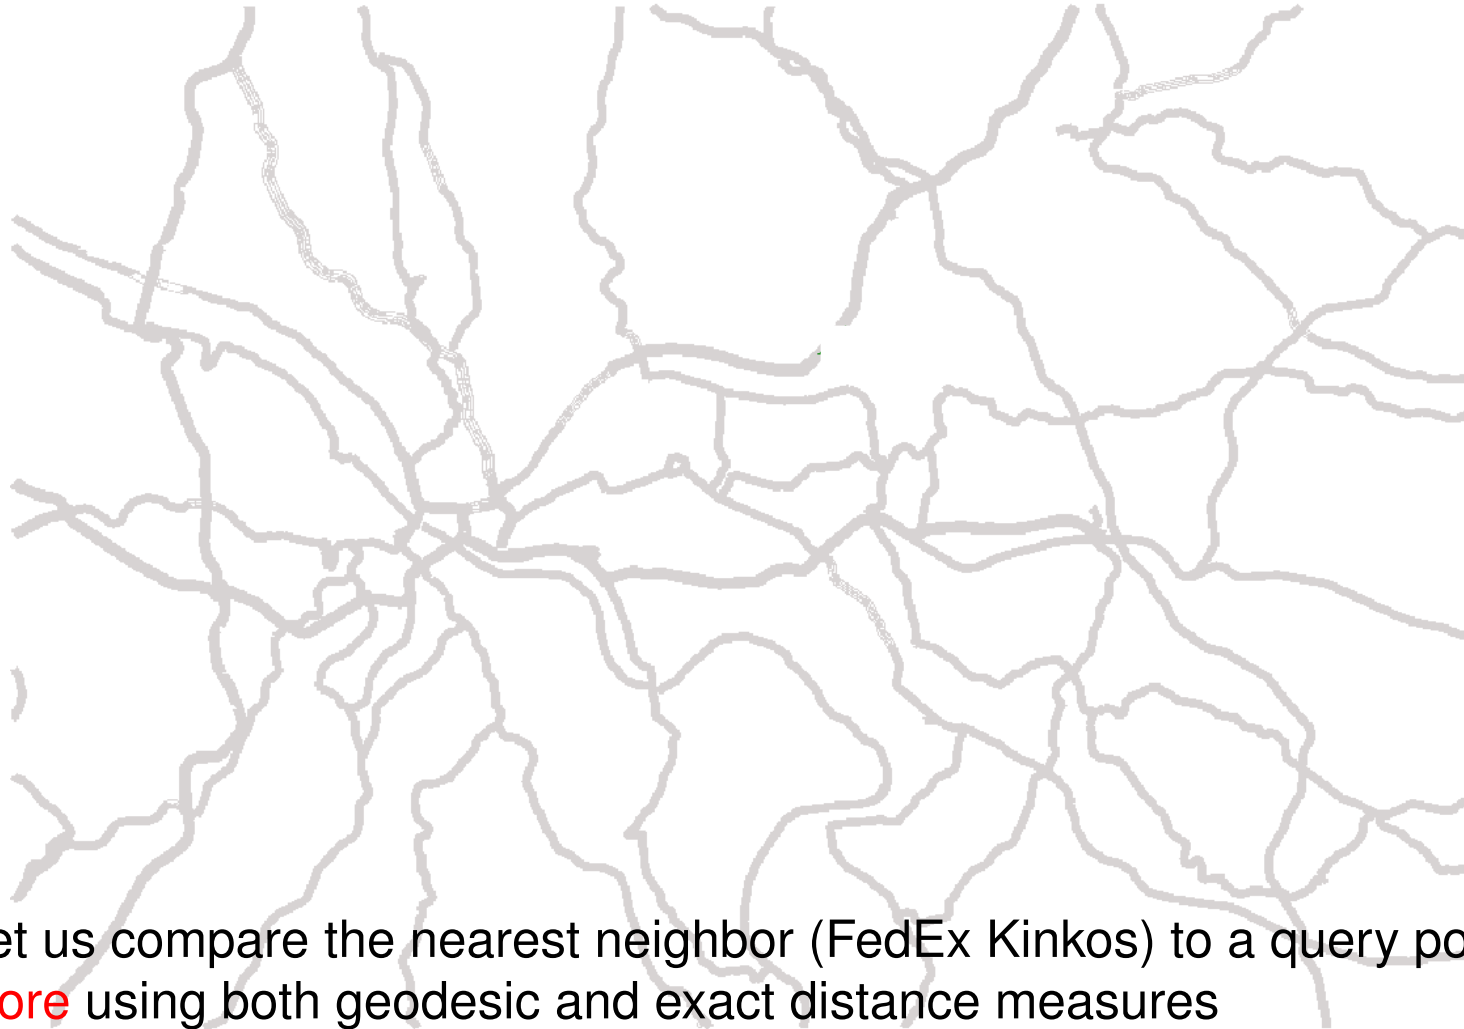 et us compare the nearest neighbor (FedEx Kinkos) to a query po
ore using both geodesic and exact distance measures